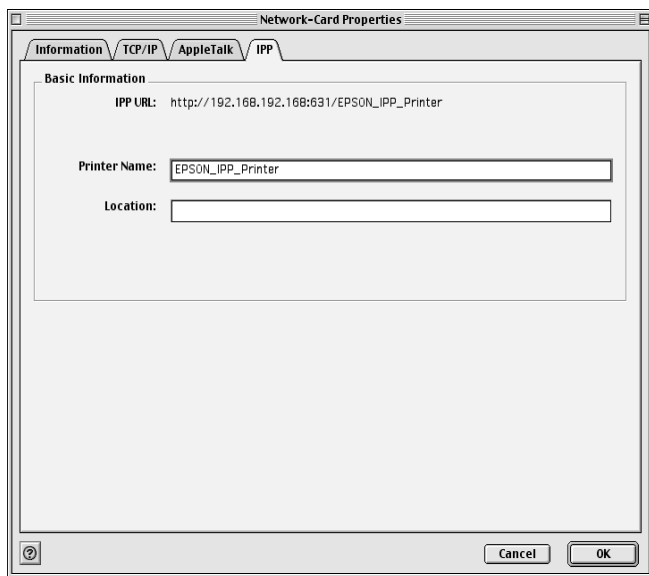 Network-Card Properties
Information TCP/IP AppleTalk IPP
Basic Information
IPP URL: http://192.168.192.168:631/EPSON_IPP_Printer
Printer Name: EPSON_IPP_Printer
Location:
? Cancel OK